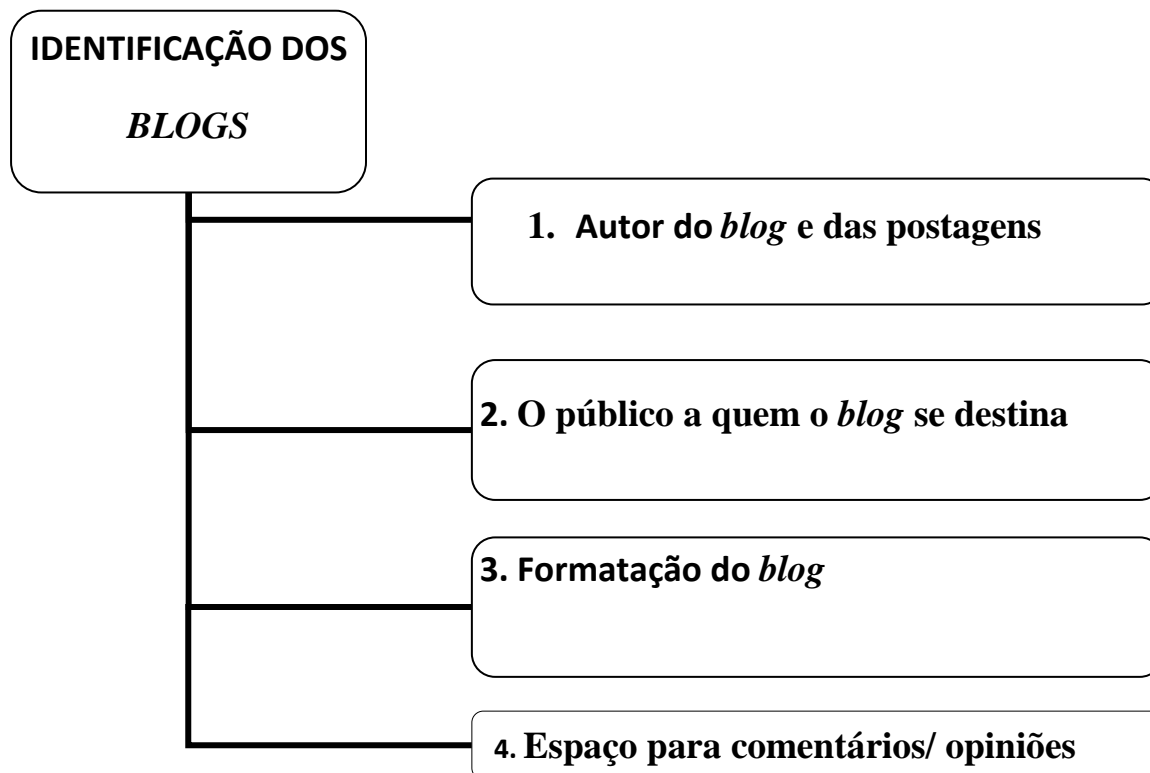 IDENTIFICAÇÃO DOS
BLOGS
1. Autor do blog e das postagens
2. O público a quem o blog se destina
3. Formatação do blog
4. Espaço para comentários/ opiniões